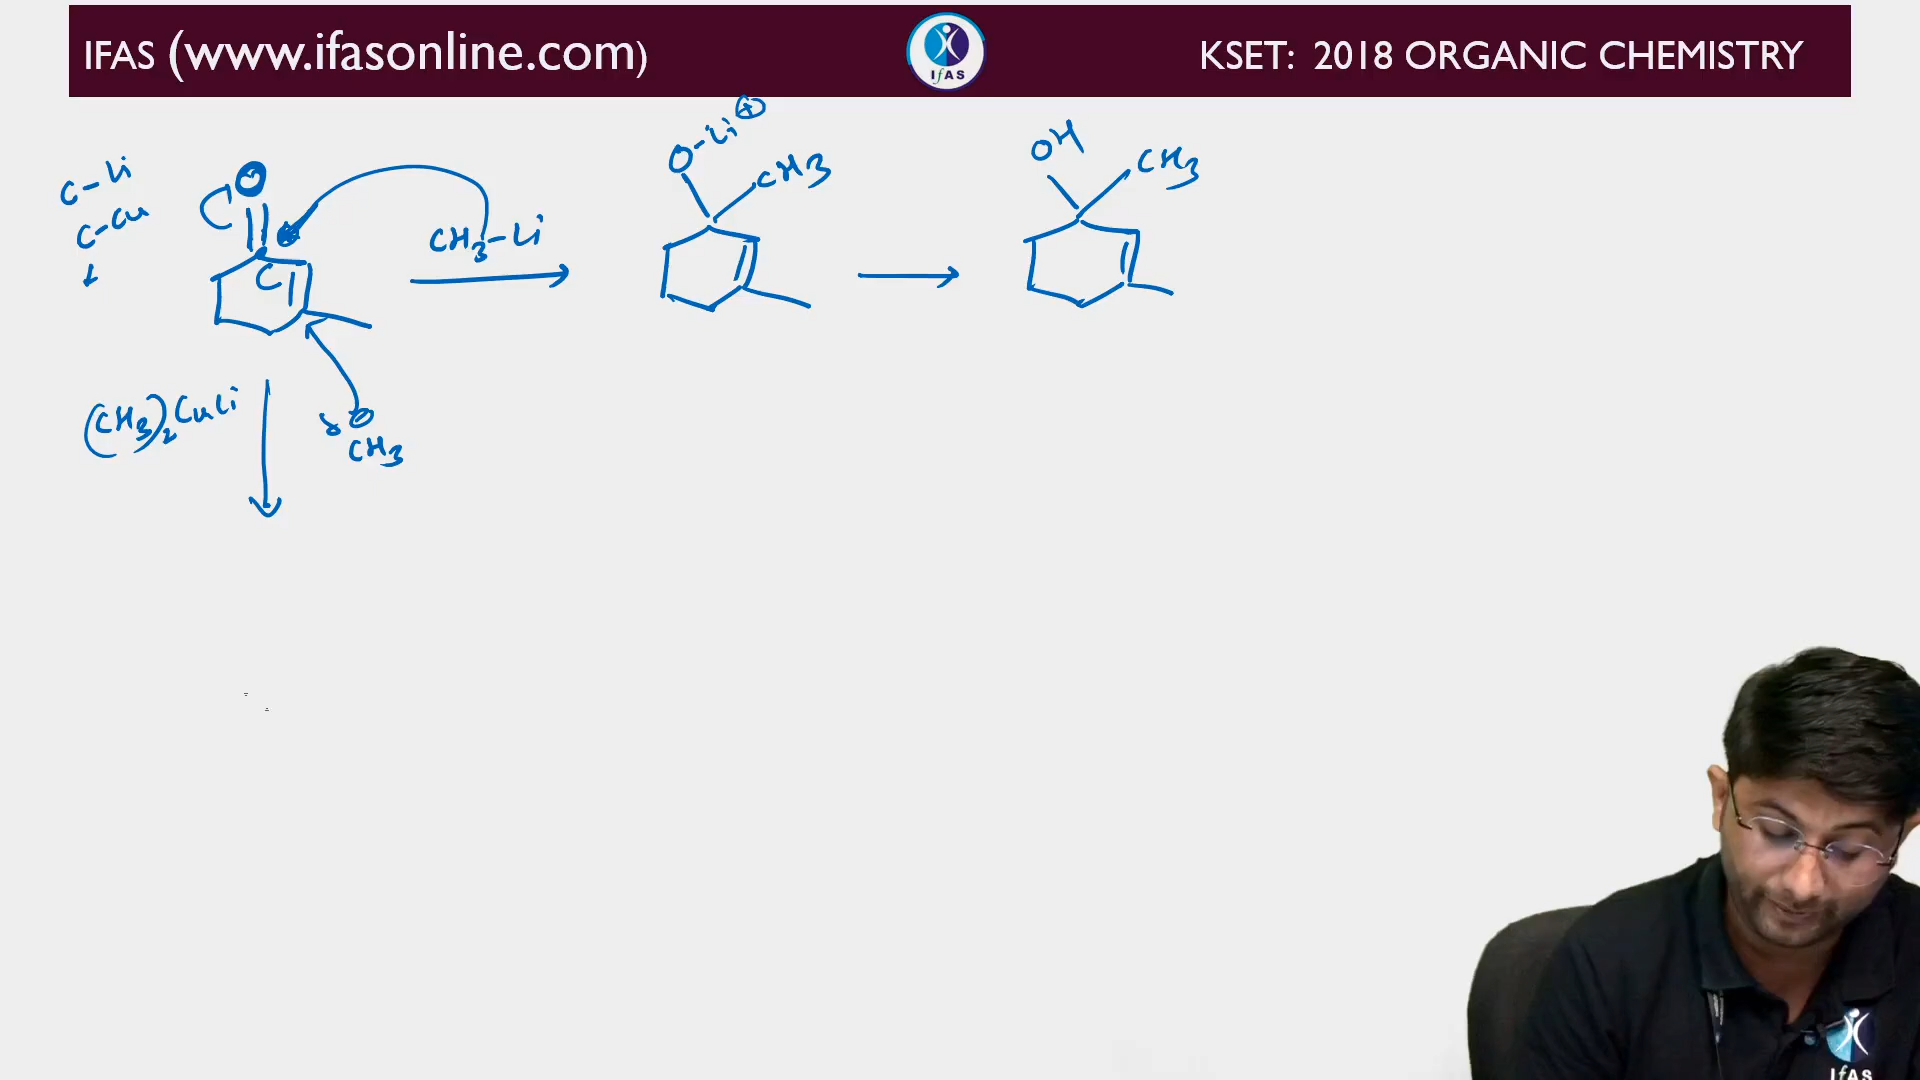 IFAS (www.ifasonline.com)
IfAS
KSET: 2018 ORGANIC CHEMISTRY
C-Li
C-Cu
O
C
CH3-Li
O-Li⊕
CH3
OH
CH3
(CH3)2CuLi
⊖
CH3
IfAS